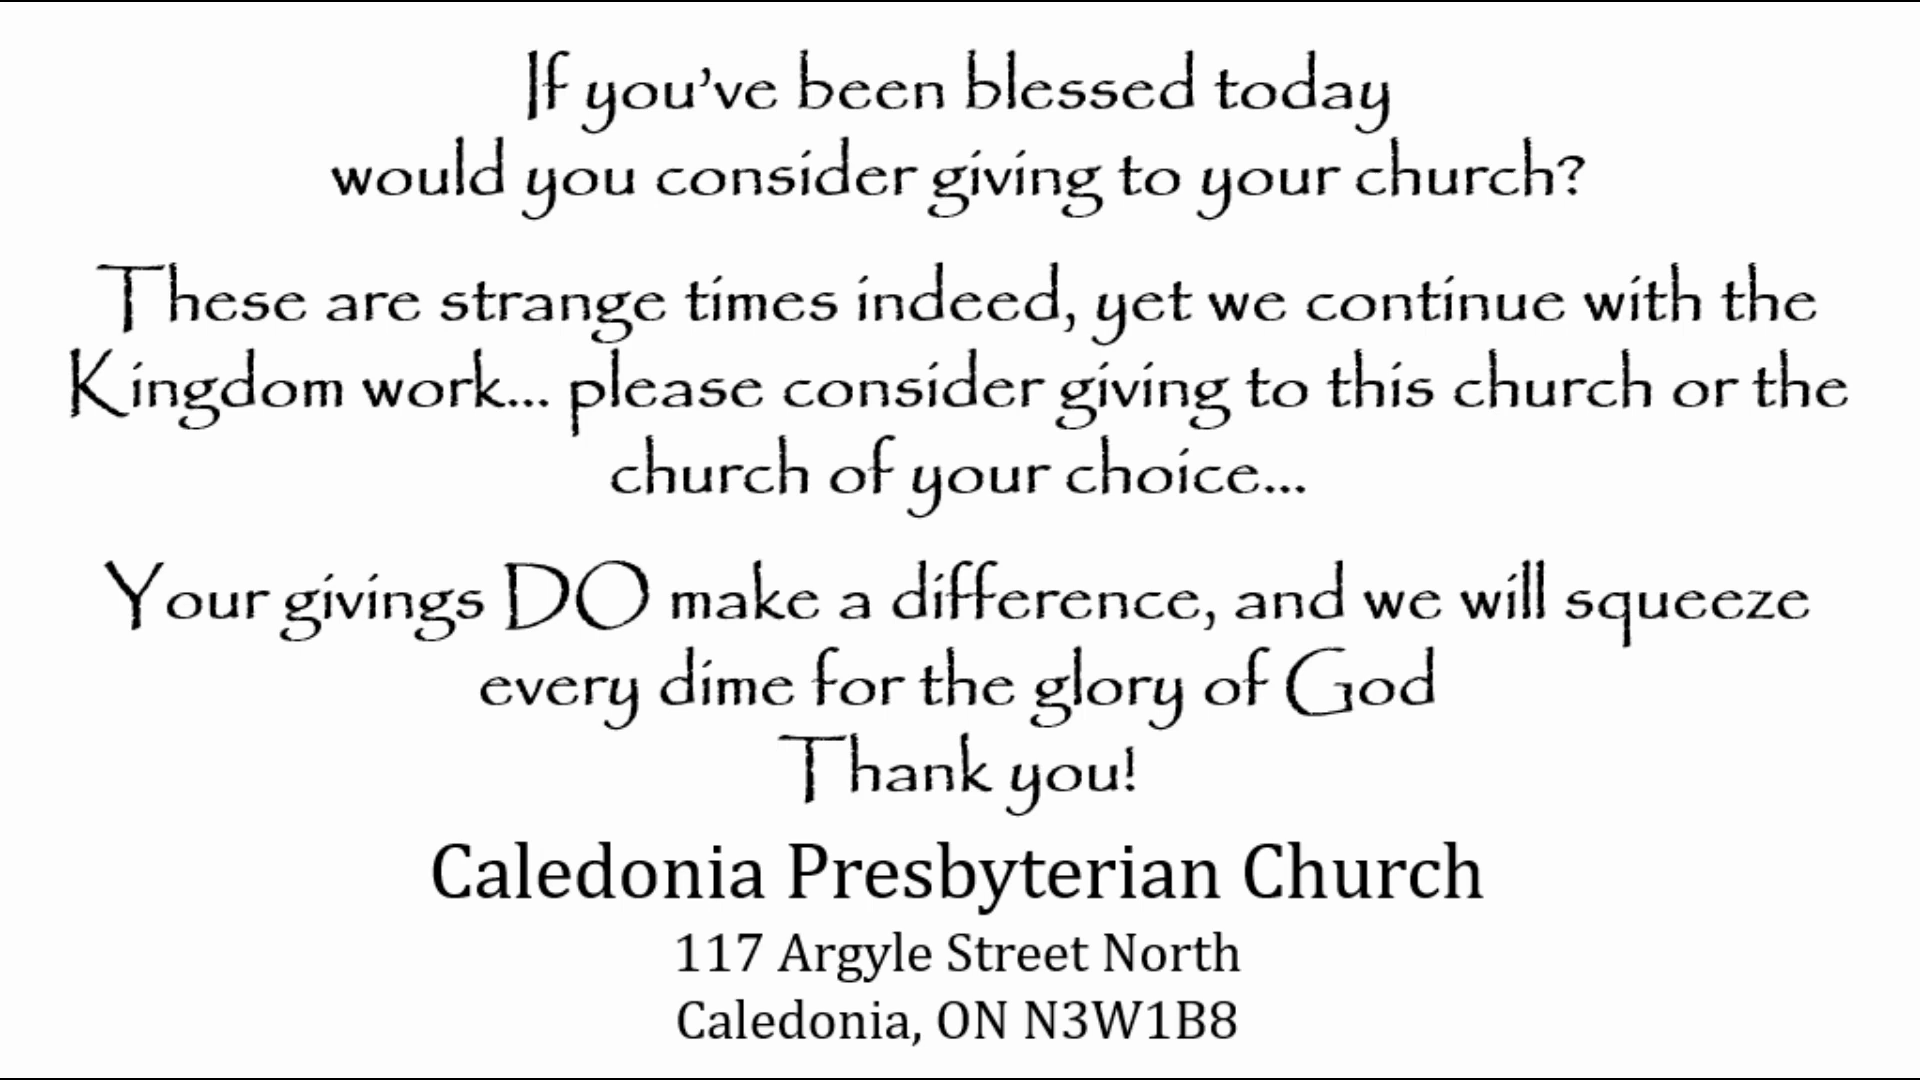 If you’ve been blessed today
would you consider giving to your church?
These are strange times indeed, yet we continue with the
Kingdom work... please consider giving to this church or the
church of your choice...
Your givings DO make a difference, and we will squeeze
every dime for the glory of God
Thank you!
Caledonia Presbyterian Church
117 Argyle Street North
Caledonia, ON N3W1B8